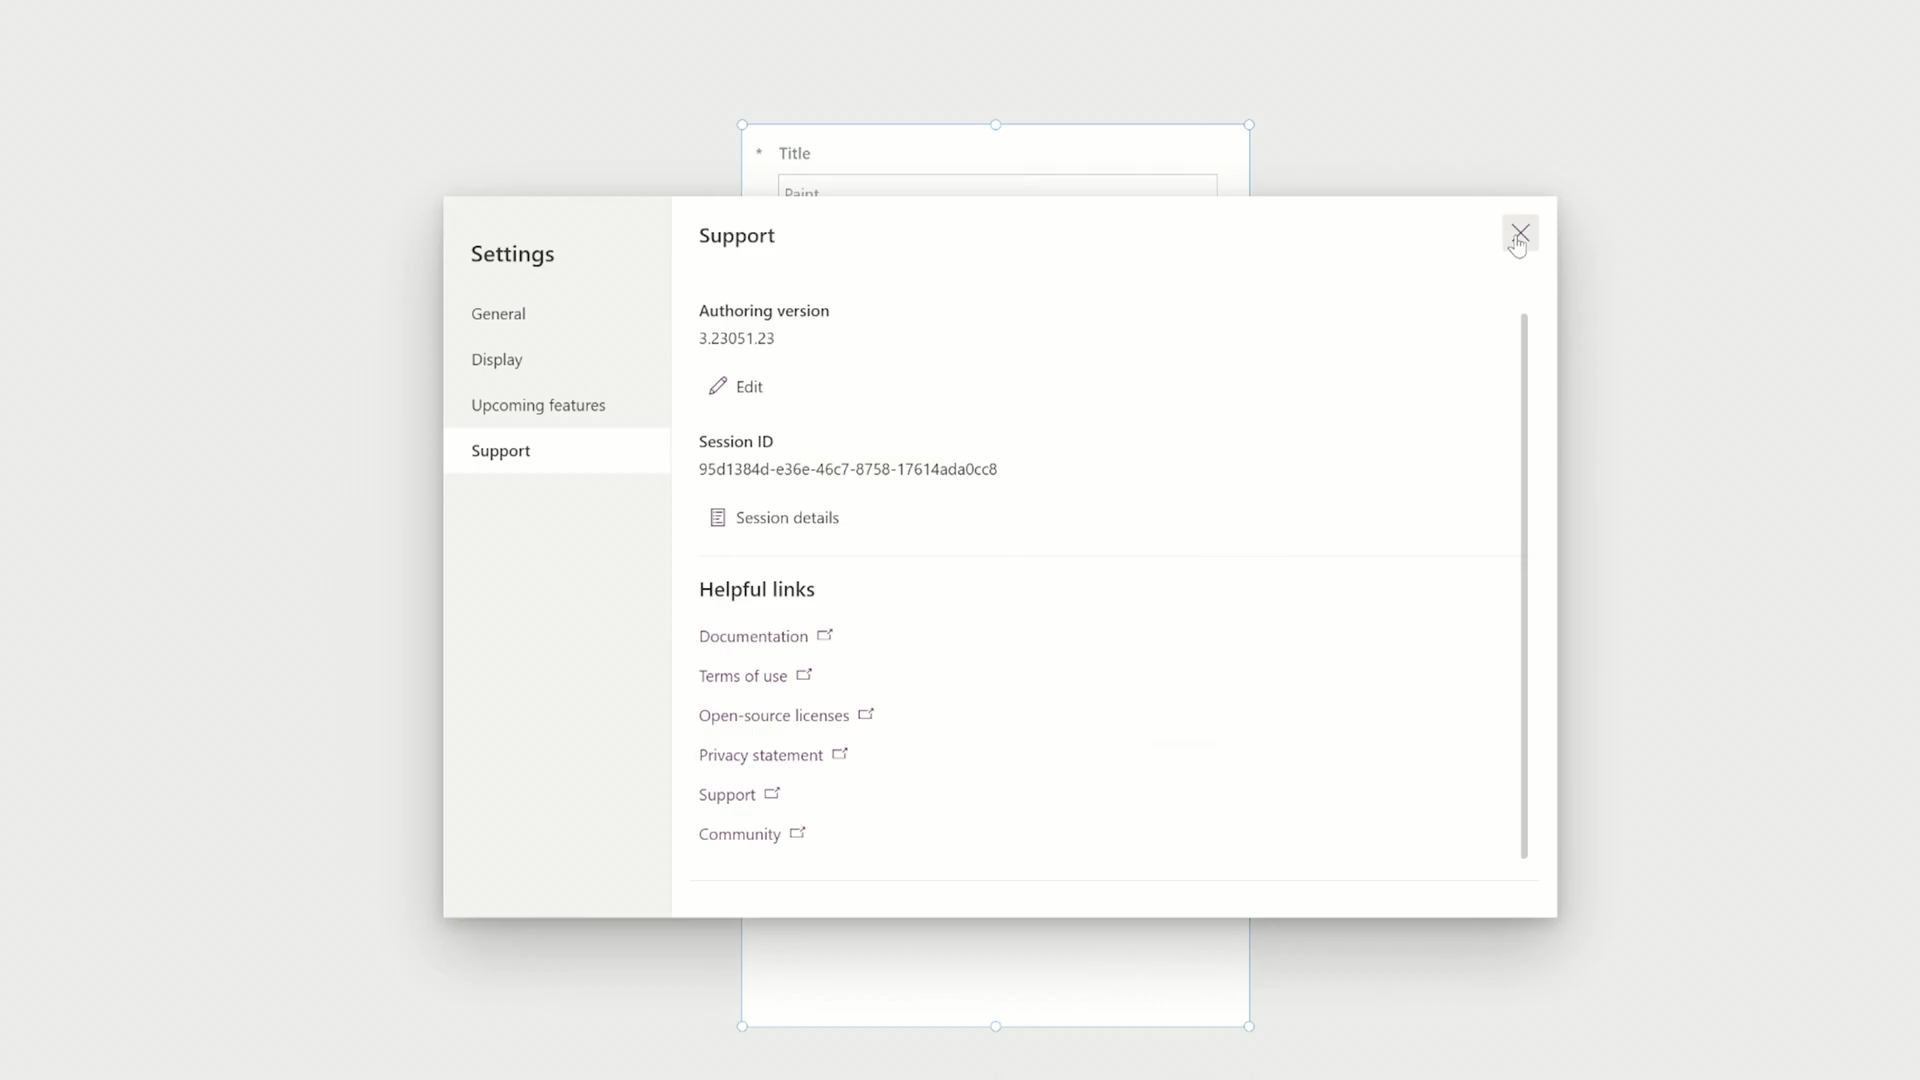 * Title
Paint
Settings
General
Display
Upcoming features
Support
Support
Authoring version
3.23051.23
Edit
Session ID
95d1384d-e36e-46c7-8758-17614ada0cc8
Session details
Helpful links
Documentation
Terms of use
Open-source licenses
Privacy statement
Support
Community